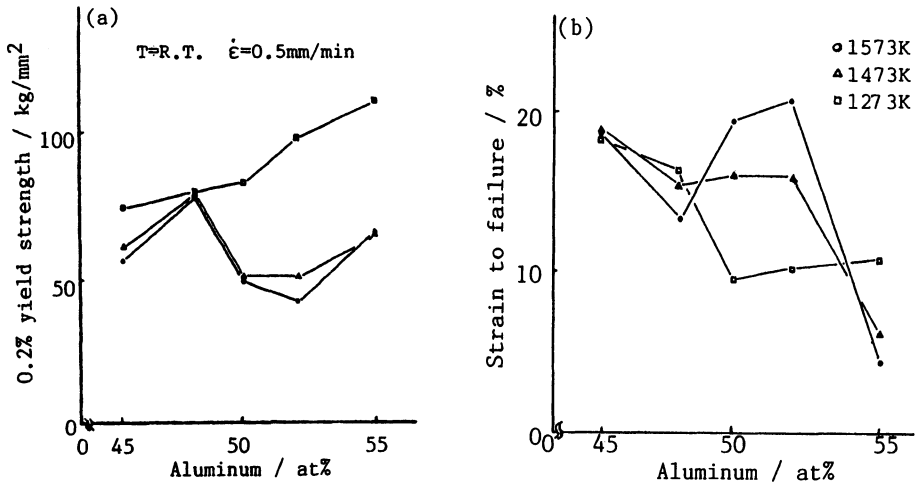 (a)
T=R.T. ε̇=0.5mm/min
0.2% yield strength / kg/mm²
100
50
0
0 45 50 55
Aluminum / at%
(b)
1573K
1473K
1273K
Strain to failure / %
20
10
0
45 50 55
Aluminum / at%